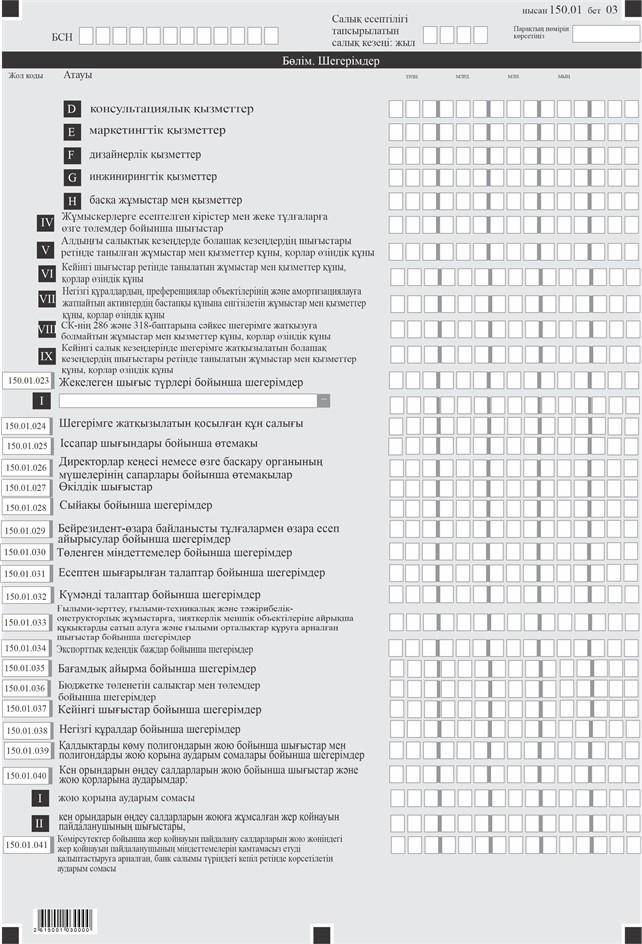 нысан 150.01 бет 03
БСН
Салық есептілігі
тапсырылатын
салық кезеңі: жыл
Парақтың нөмірін
көрсетіңіз
Бөлім. Шегерімдер
Жол коды Атауы трлн. млрд. млн. мың
D консультациялық қызметтер
E маркетингтік қызметтер
F дизайнерлік қызметтер
G инжинирингтік қызметтер
H басқа жұмыстар мен қызметтер
IV Жұмыскерлерге есептелген кірістер мен жеке тұлғаларға
өзге төлемдер бойынша шығыстар
V Алдыңғы салықтық кезеңдерде болашақ кезеңдердің шығыстары
ретінде танылған жұмыстар мен қызметтер құны, қорлар өзіндік құны
VI Кейінгі шығыстар ретінде танылатын жұмыстар мен қызметтер құны,
қорлар өзіндік құны
VII Негізгі құралдардың, преференциялар объектілерінің және амортизациялауға
жатпайтын активтердің бастапқы құнына енгізілетін жұмыстар мен қызметтер
құны, қорлар өзіндік құны
VIII СК-нің 286 және 318-баптарына сәйкес шегерімге жатқызуға
болмайтын жұмыстар мен қызметтер құны, қорлар өзіндік құны
IX Кейінгі салық кезеңдерінде шегерімге жатқызылатын болашақ
кезеңдердің шығыстары ретінде танылатын жұмыстар мен қызметтер
құны, қорлар өзіндік құны
150.01.023 Жекелеген шығыс түрлері бойынша шегерімдер
I
150.01.024 Шегерімге жатқызылатын қосылған құн салығы
150.01.025 Іссапар шығындары бойынша өтемақы
150.01.026 Директорлар кеңесі немесе өзге басқару органының
мүшелерінің сапарлары бойынша өтемақылар
150.01.027 Өкілдік шығыстар
150.01.028 Сыйақы бойынша шегерімдер
150.01.029 Бейрезидент-өзара байланысты тұлғалармен өзара есеп
айырысулар бойынша шегерімдер
150.01.030 Төленген міндеттемелер бойынша шегерімдер
150.01.031 Есептен шығарылған талаптар бойынша шегерімдер
150.01.032 Күмәнді талаптар бойынша шегерімдер
150.01.033 Ғылыми-зерттеу, ғылыми-техникалық және тәжірибелік-
онструкторлық жұмыстарға, зияткерлік меншік объектілеріне айрықша
құқықтарды сатып алуға және ғылыми орталықтар құруға арналған
шығыстар бойынша шегерімдер
150.01.034 Экспорттық кедендік баждар бойынша шегерімдер
150.01.035 Бағамдық айырма бойынша шегерімдер
150.01.036 Бюджетке төленетін салықтар мен төлемдер
бойынша шегерімдер
150.01.037 Кейінгі шығыстар бойынша шегерімдер
150.01.038 Негізгі құралдар бойынша шегерімдер
150.01.039 Қалдықтарды көму полигондарын жою бойынша шығыстар мен
полигондарды жою қорына аударым сомалары бойынша шегерімдер
150.01.040 Кен орындарын өңдеу салдарларын жою бойынша шығыстар және
жою қорларына аударымдар:
I жою қорына аударым сомасы
II кен орындарын өңдеу салдарларын жоюға жұмсалған жер қойнауын
пайдаланушының шығыстары,
150.01.041 Көмірсутектер бойынша жер қойнауын пайдалану салдарларын жою жөніндегі
жер қойнауын пайдаланушының міндеттемелерін қамтамасыз етуді
қалыптастыруға арналған, банк салымы түріндегі кепіл ретінде көрсетілетін
аударым сомасы
2615001030000